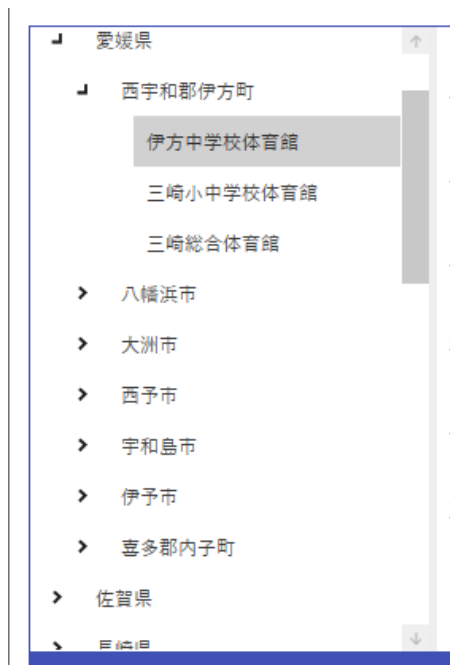 愛媛県
西宇和郡伊方町
伊方中学校体育館
三崎小中学校体育館
三崎総合体育館
八幡浜市
大洲市
西予市
宇和島市
伊予市
喜多郡内子町
佐賀県
長崎県